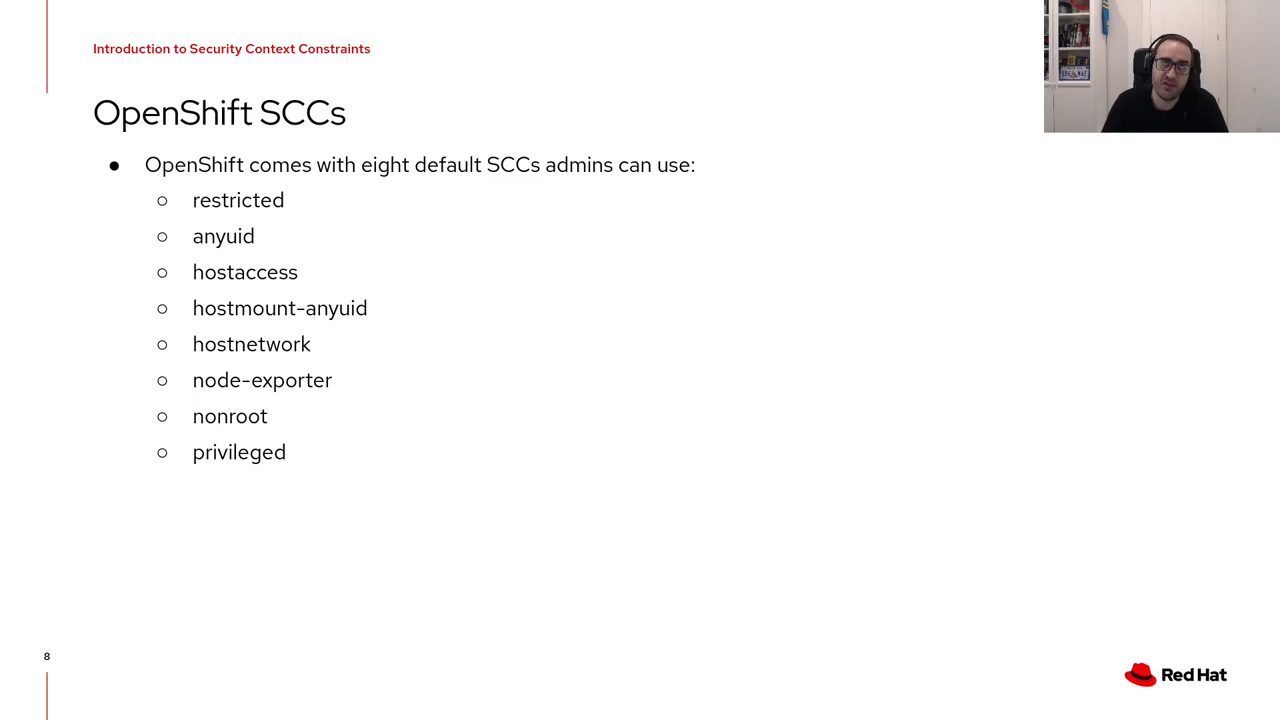 Introduction to Security Context Constraints
OpenShift SCCs
● OpenShift comes with eight default SCCs admins can use:
○ restricted
○ anyuid
○ hostaccess
○ hostmount-anyuid
○ hostnetwork
○ node-exporter
○ nonroot
○ privileged
8
Red Hat